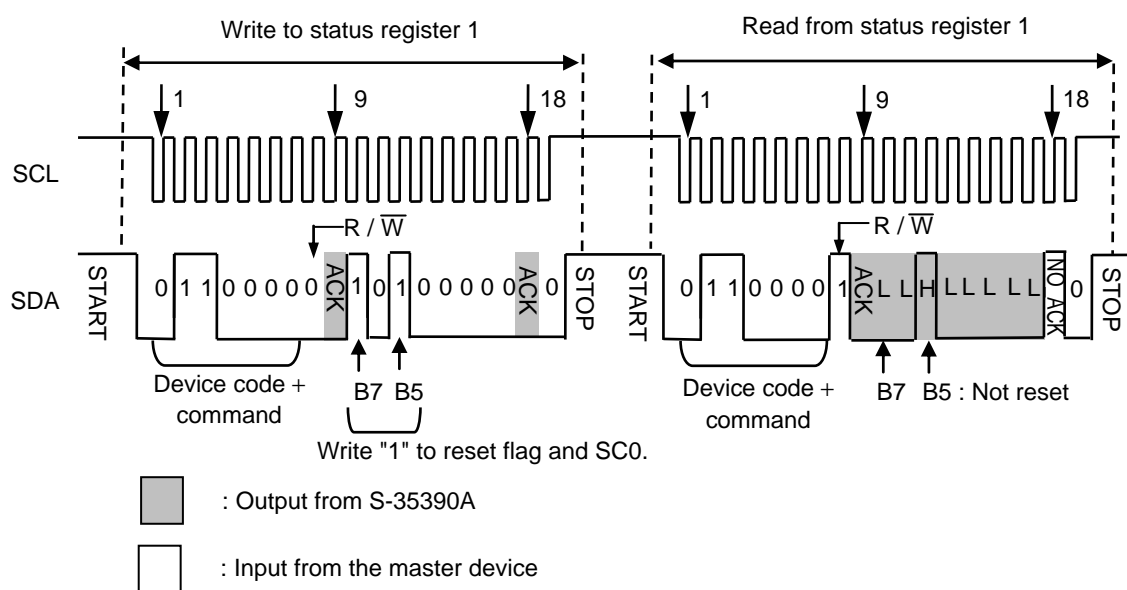 Write to status register 1
Read from status register 1
1 9 18 1 9 18
SCL
R / W R / W
SDA
START 0 1 1 0 0 0 0 0 ACK 1 0 1 0 0 0 0 0 ACK 0 STOP START 0 1 1 0 0 0 0 1 ACK L L H L L L L L NO ACK 0 STOP
Device code +
command
B7 B5
Write "1" to reset flag and SC0.
Device code +
command
B7 B5 : Not reset
: Output from S-35390A
: Input from the master device